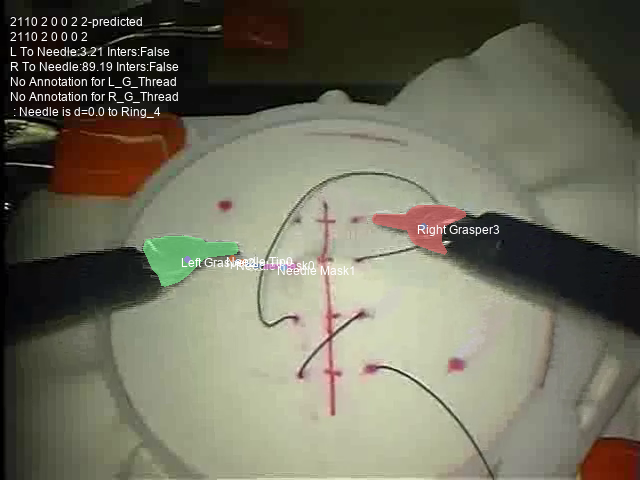 2110 2 0 0 2 2-predicted
2110 2 0 0 0 2
L To Needle:3.21 Inters:False
R To Needle:89.19 Inters:False
No Annotation for L_G_Thread
No Annotation for R_G_Thread
: Needle is d=0.0 to Ring_4
Right Grasper3
Left Gras
Needle Tip0
Needle Mask1